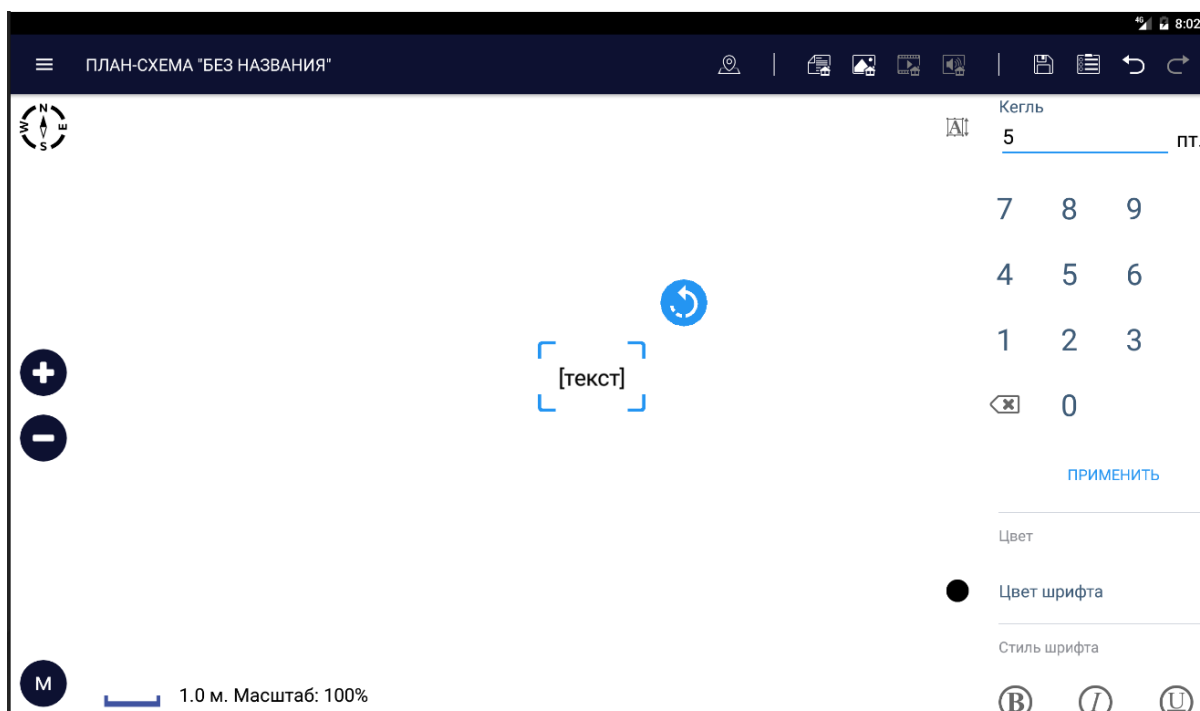 4G 8:02
ПЛАН-СХЕМА "БЕЗ НАЗВАНИЯ"
N
W E
S
A
Кегль
5 пт.
7 8 9
4 5 6
[текст]
1 2 3
0
ПРИМЕНИТЬ
Цвет
Цвет шрифта
Стиль шрифта
M
1.0 м. Масштаб: 100%
B I U